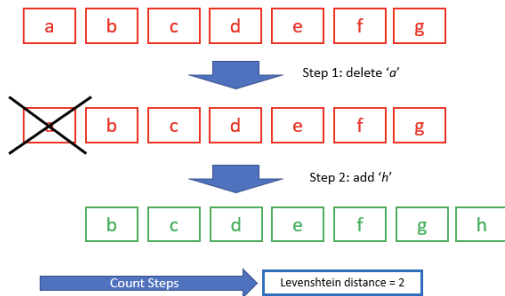 a b c d e f g
Step 1: delete ‘a’
a b c d e f g
Step 2: add ‘h’
b c d e f g h
Count Steps
Levenshtein distance = 2